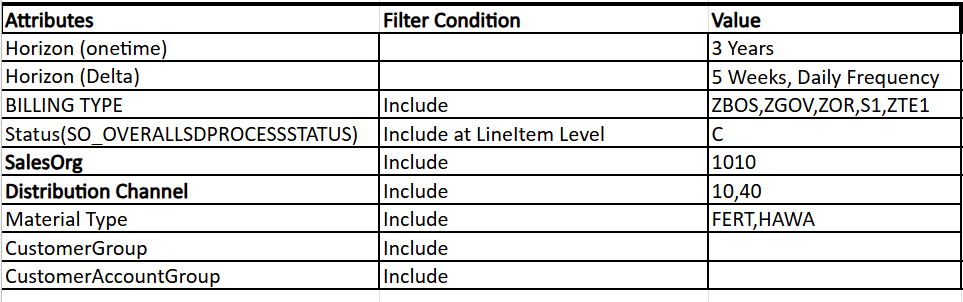 Attributes Filter Condition Value
Horizon (onetime) 3 Years
Horizon (Delta) 5 Weeks, Daily Frequency
BILLING TYPE Include ZBOS,ZGOV,ZOR,S1,ZTE1
Status(SO_OVERALLSDPROCESSSTATUS) Include at LineItem Level C
SalesOrg Include 1010
Distribution Channel Include 10,40
Material Type Include FERT,HAWA
CustomerGroup Include
CustomerAccountGroup Include